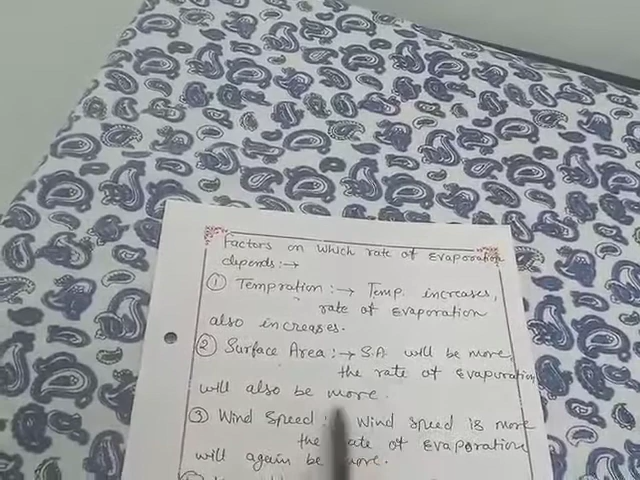 Factors on which rate of Evaporation
depends:→
① Tempration :→ Temp. increases,
rate of Evaporation
also increases.
② Surface Area :→ S.A will be more,
the rate of Evaporation
will also be more.
③ Wind Speed : Wind speed is more
the rate of Evaporation
will again be more.